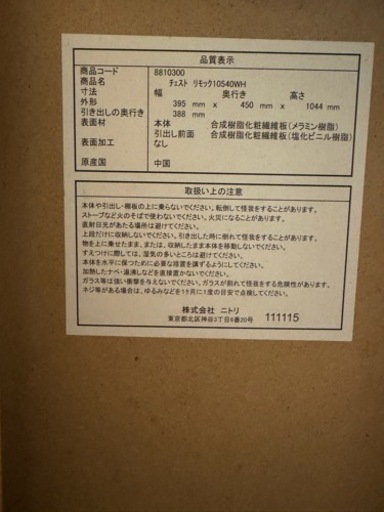 品質表示
商品コード 8810300
商品名 チェスト リモック10540WH
寸法 幅 奥行き 高さ
外形 395 mm x 450 mm x 1044 mm
引き出しの奥行き 388 mm
表面材 本体 合成樹脂化粧繊維板(メラミン樹脂)
引出し前面 合成樹脂化粧繊維板(塩化ビニル樹脂)
表面加工 なし
原産国 中国
取扱い上の注意
本体や引出し・棚板の上に乗らないでください。転倒して怪我をすることがあります。
ストーブなど火のそばで使わないでください。火災になることがあります。
直射日光があたる場所は避けてください。
上段だけに収納しないでください。引き出した時に倒れて怪我をすることがあります。
物を上に乗せたまま、または、収納したまま本体を移動しないでください。
すえつけに際しては、湿気の多いところは避けてください。
本体を水平に保つために必要な措置を講ずるようにしてください。
加熱したナベ・湯沸しなどを直接置かないでください。
ガラス等は強い衝撃を与えないでください。ガラスが割れて怪我をする危険性があります。
ネジ等がある場合は、ゆるみなどを1ヶ月に1度の目安で点検してください。
株式会社 ニトリ
東京都北区神谷3丁目6番20号 111115